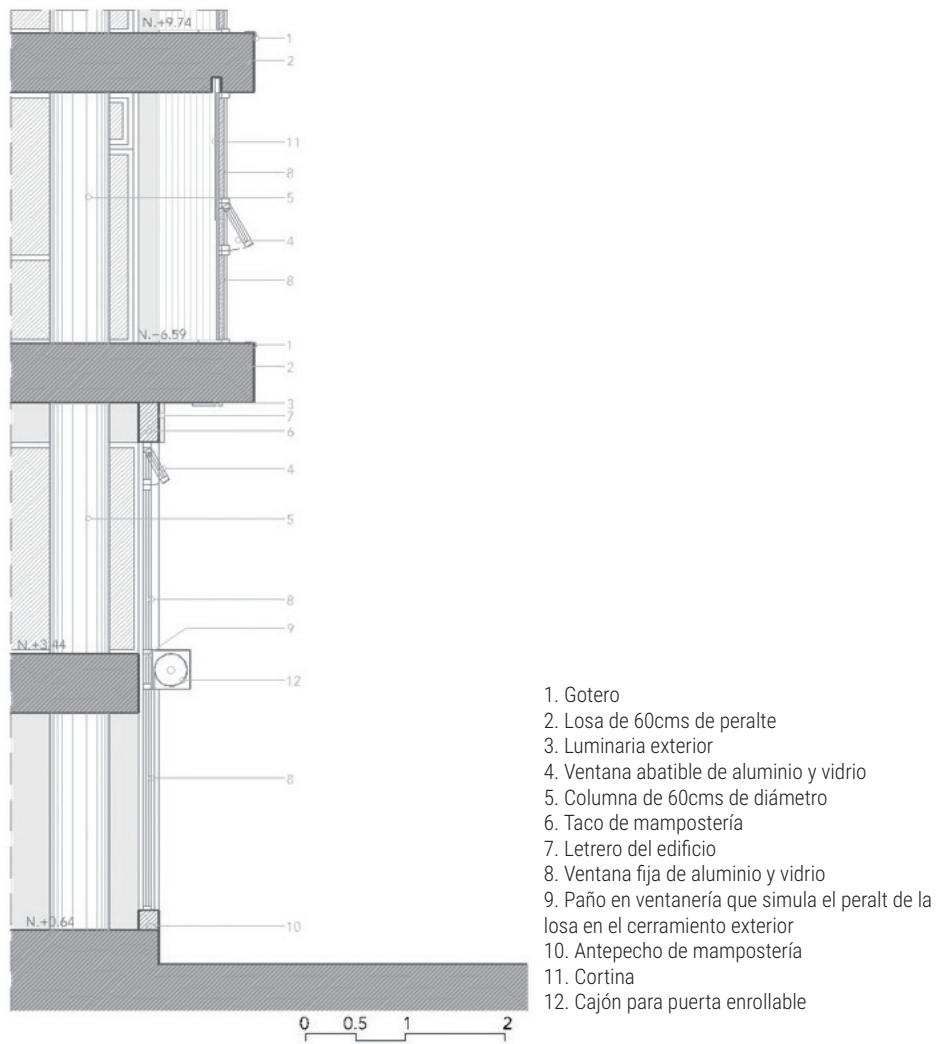 N.+9.74
1
2
11
8
5
4
8
N.+6.59
1
2
3
7
6
4
5
8
9
N.+3.44
12
8
N.+0.64
10
0 0.5 1 2
1. Gotero
2. Losa de 60cms de peralte
3. Luminaria exterior
4. Ventana abatible de aluminio y vidrio
5. Columna de 60cms de diámetro
6. Taco de mampostería
7. Letrero del edificio
8. Ventana fija de aluminio y vidrio
9. Paño en ventanería que simula el peralt de la
losa en el cerramiento exterior
10. Antepecho de mampostería
11. Cortina
12. Cajón para puerta enrollable